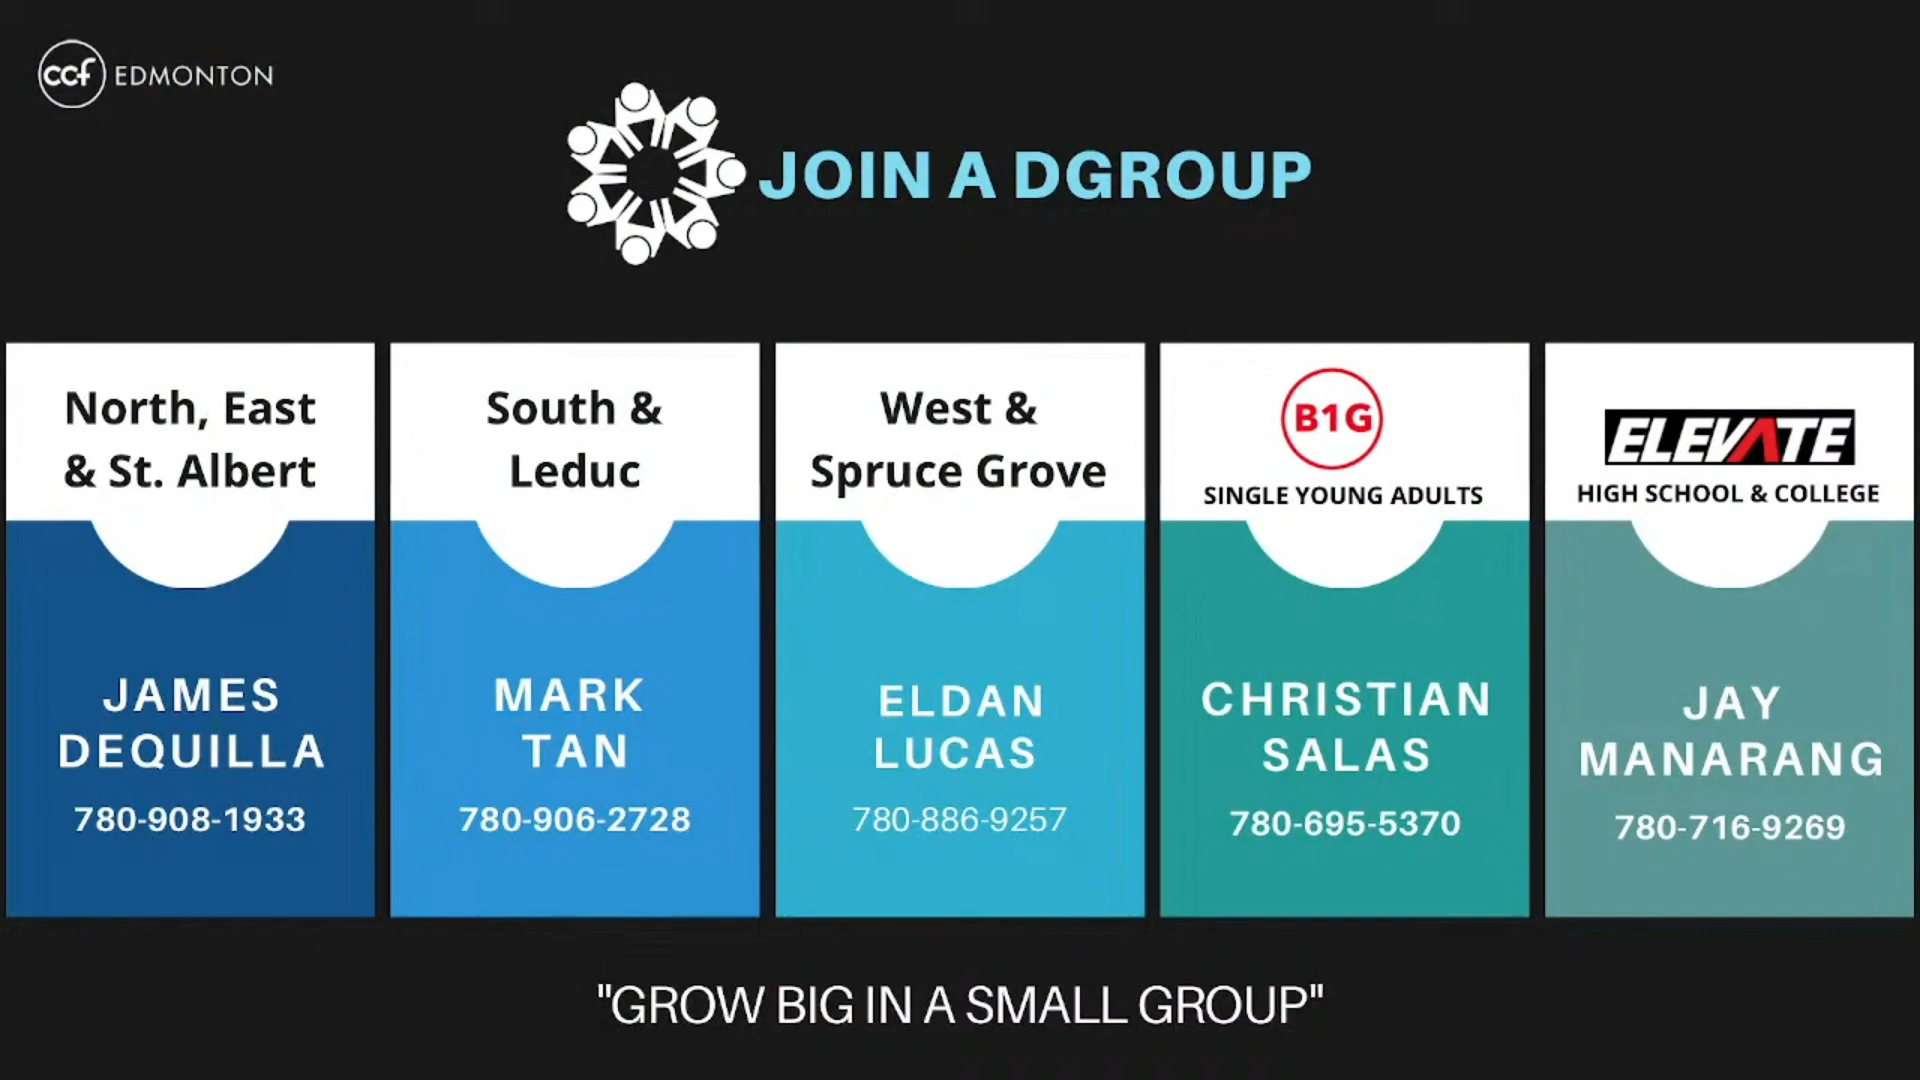 ccf EDMONTON
JOIN A DGROUP
North, East
& St. Albert
JAMES
DEQUILLA
780-908-1933
South &
Leduc
MARK
TAN
780-906-2728
West &
Spruce Grove
ELDAN
LUCAS
780-886-9257
B1G
SINGLE YOUNG ADULTS
CHRISTIAN
SALAS
780-695-5370
ELEVATE
HIGH SCHOOL & COLLEGE
JAY
MANARANG
780-716-9269
"GROW BIG IN A SMALL GROUP"